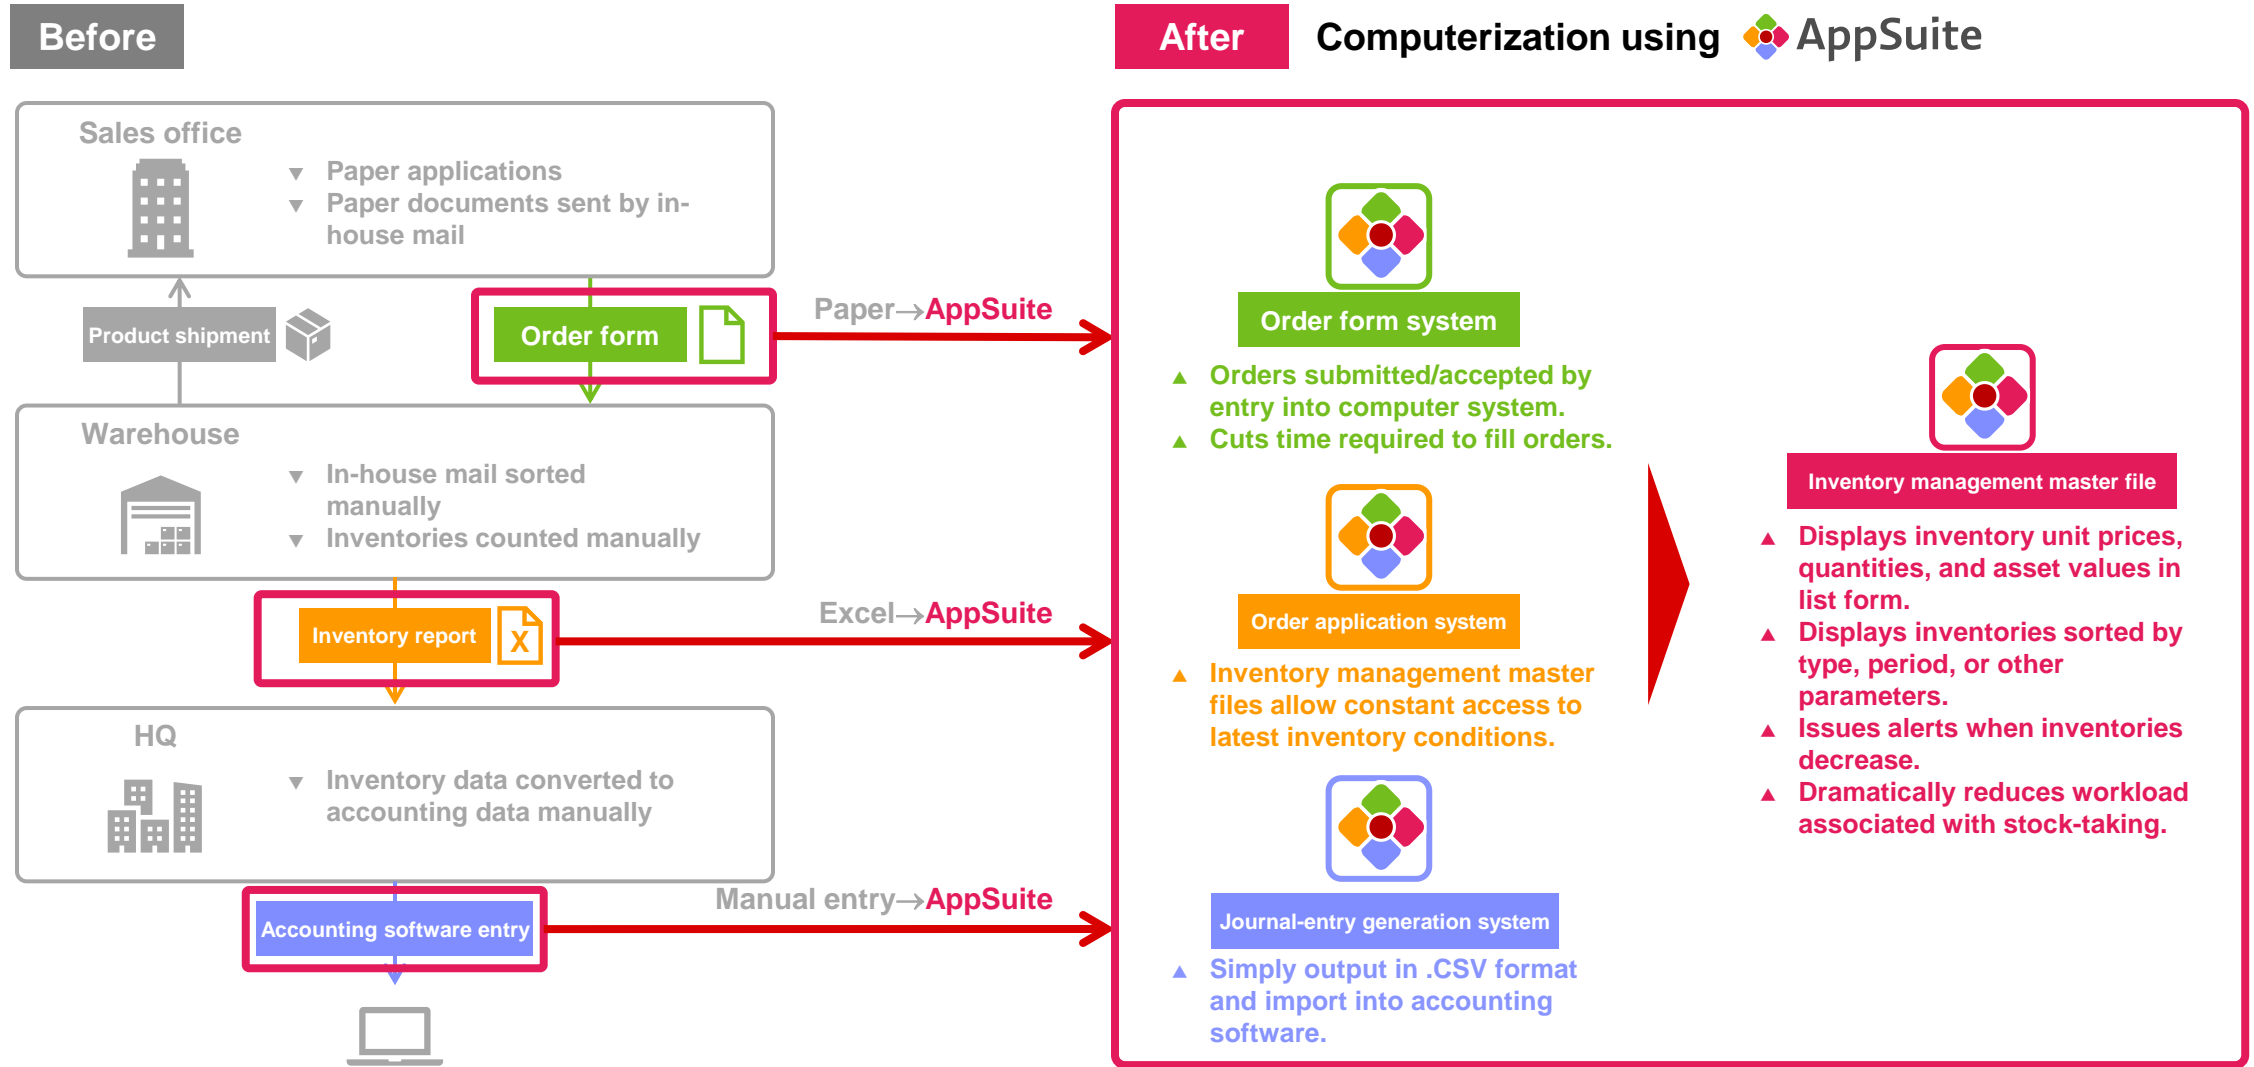 Before
After
Computerization using AppSuite
Sales office
▼ Paper applications
▼ Paper documents sent by in-
house mail
Product shipment
Order form
Paper→AppSuite
Warehouse
▼ In-house mail sorted
manually
▼ Inventories counted manually
Inventory report
X
Excel→AppSuite
HQ
▼ Inventory data converted to
accounting data manually
Accounting software entry
Manual entry→AppSuite
Order form system
▲ Orders submitted/accepted by
entry into computer system.
▲ Cuts time required to fill orders.
Order application system
▲ Inventory management master
files allow constant access to
latest inventory conditions.
Journal-entry generation system
▲ Simply output in .CSV format
and import into accounting
software.
Inventory management master file
▲ Displays inventory unit prices,
quantities, and asset values in
list form.
▲ Displays inventories sorted by
type, period, or other
parameters.
▲ Issues alerts when inventories
decrease.
▲ Dramatically reduces workload
associated with stock-taking.